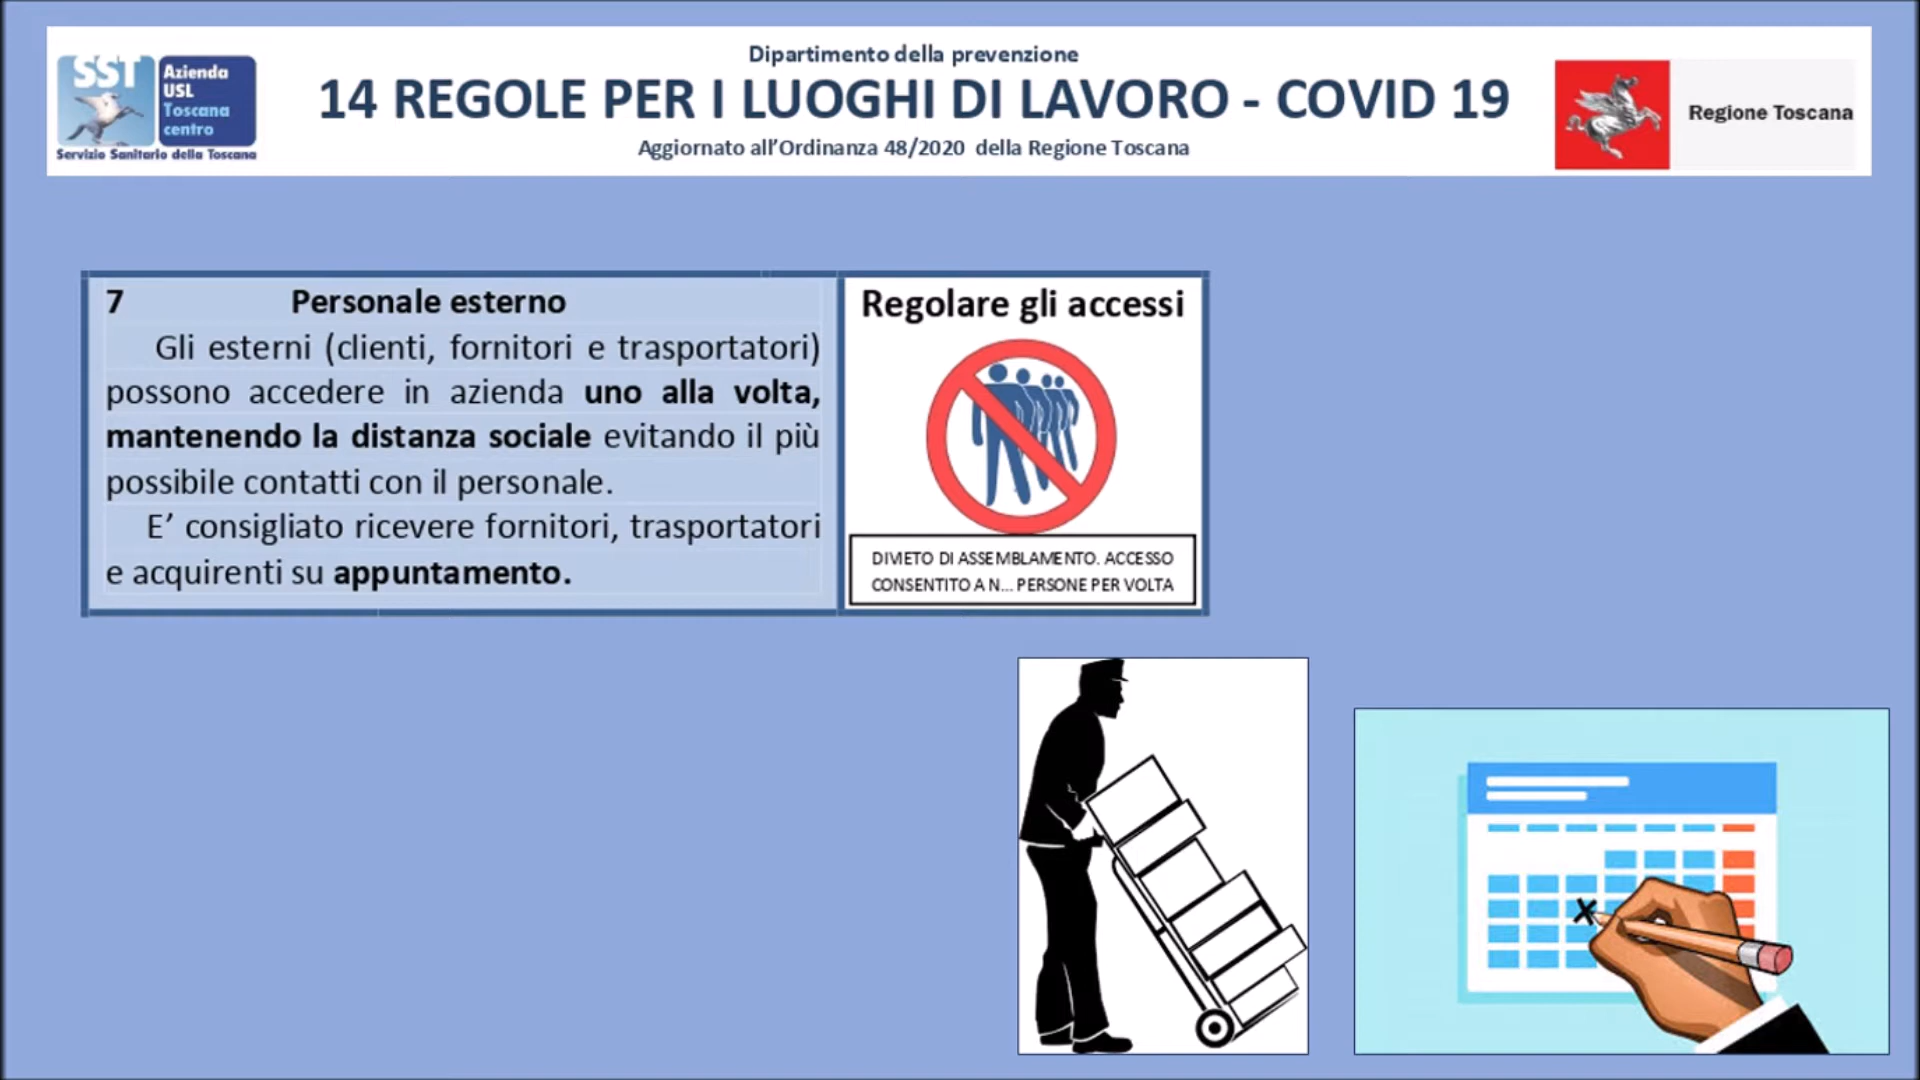 SST
Azienda
USL
Toscana
centro
Servizio Sanitario della Toscana
Dipartimento della prevenzione
14 REGOLE PER I LUOGHI DI LAVORO - COVID 19
Aggiornato all’Ordinanza 48/2020 della Regione Toscana
Regione Toscana
7 Personale esterno
Gli esterni (clienti, fornitori e trasportatori)
possono accedere in azienda uno alla volta,
mantenendo la distanza sociale evitando il più
possibile contatti con il personale.
E’ consigliato ricevere fornitori, trasportatori
e acquirenti su appuntamento.
Regolare gli accessi
DIVIETO DI ASSEMBLAMENTO. ACCESSO
CONSENTITO A N... PERSONE PER VOLTA